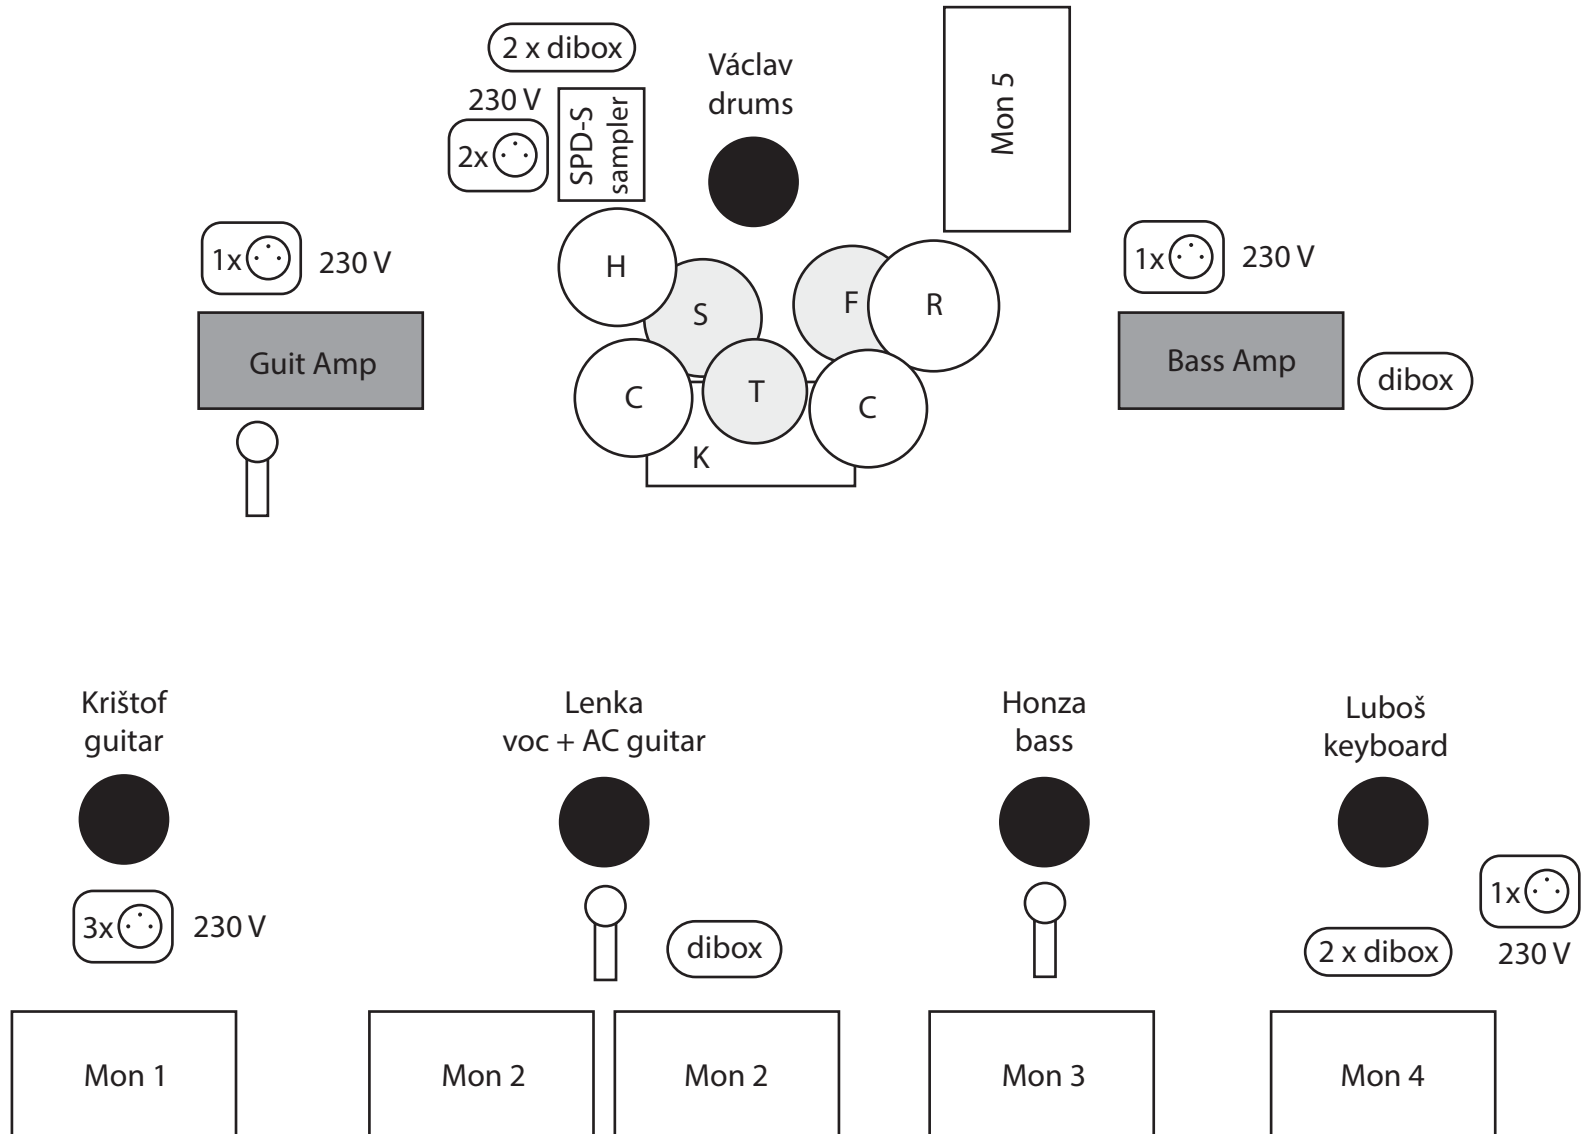 2 x dibox
Václav
drums
Mon 5
230 V
2x
SPD-S
sampler
1x
230 V
1x
230 V
H
S
F
R
Guit Amp
Bass Amp
dibox
C
T
C
K
Krištof
guitar
Lenka
voc + AC guitar
Honza
bass
Luboš
keyboard
3x
230 V
dibox
2 x dibox
1x
230 V
Mon 1
Mon 2
Mon 2
Mon 3
Mon 4